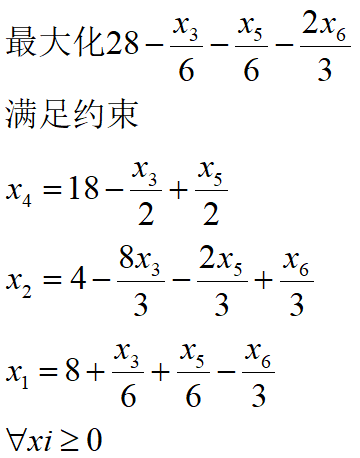 最大化28 - x₃/6 - x₅/6 - 2x₆/3
满足约束
x₄ = 18 - x₃/2 + x₅/2
x₂ = 4 - 8x₃/3 - 2x₅/3 + x₆/3
x₁ = 8 + x₃/6 + x₅/6 - x₆/3
∀xi ≥ 0